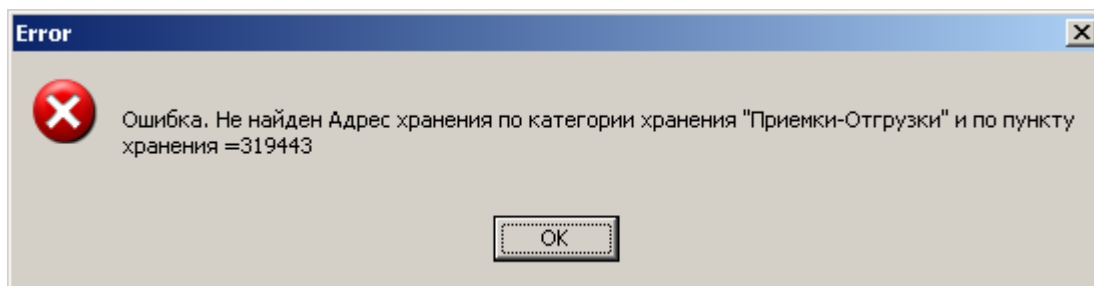 Error
Ошибка. Не найден Адрес хранения по категории хранения "Приемки-Отгрузки" и по пункту
хранения =319443
OK